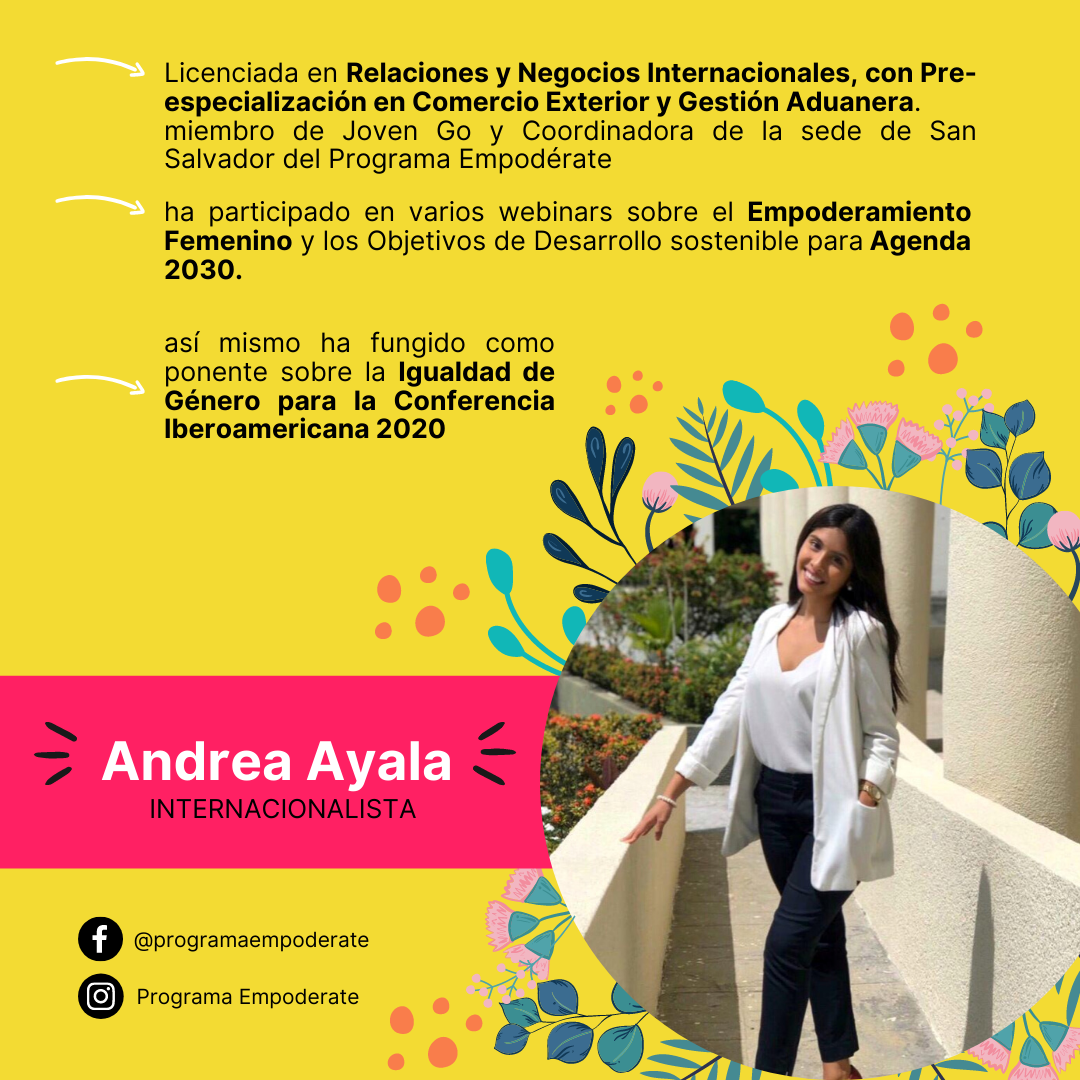 Licenciada en Relaciones y Negocios Internacionales, con Pre-
especialización en Comercio Exterior y Gestión Aduanera.
miembro de Joven Go y Coordinadora de la sede de San
Salvador del Programa Empodérate
ha participado en varios webinars sobre el Empoderamiento
Femenino y los Objetivos de Desarrollo sostenible para Agenda
2030.
así mismo ha fungido como
ponente sobre la Igualdad de
Género para la Conferencia
Iberoamericana 2020
Andrea Ayala
INTERNACIONALISTA
@programaempoderate
Programa Empoderate